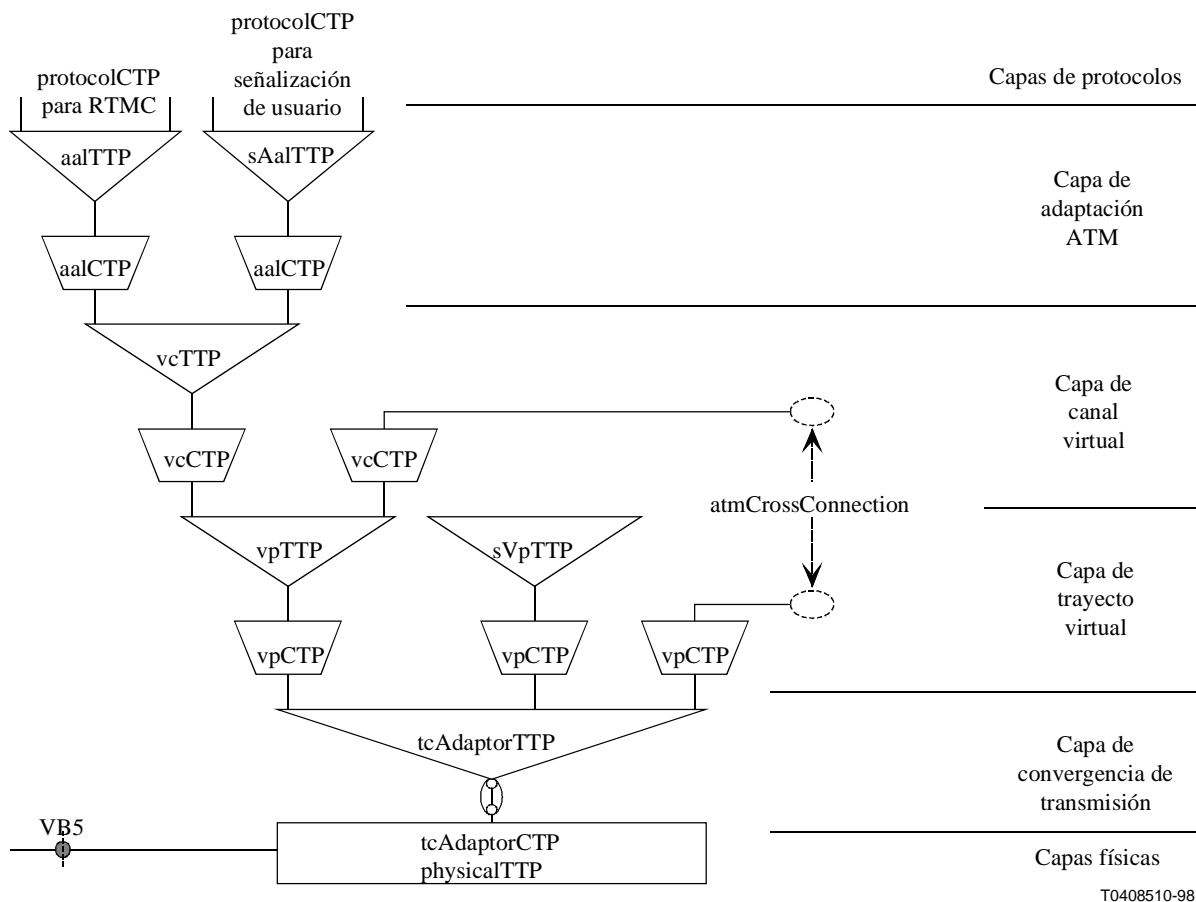 protocolCTP
para
señalización
de usuario
protocolCTP
para RTMC
Capas de protocolos
aalTTP
sAalTTP
Capa de
adaptación
ATM
aalCTP
aalCTP
vcTTP
Capa de
canal
virtual
vcCTP
vcCTP
atmCrossConnection
vpTTP
sVpTTP
Capa de
trayecto
virtual
vpCTP
vpCTP
vpCTP
tcAdaptorTTP
Capa de
convergencia de
transmisión
VB5
tcAdaptorCTP
physicalTTP
Capas físicas
T0408510-98